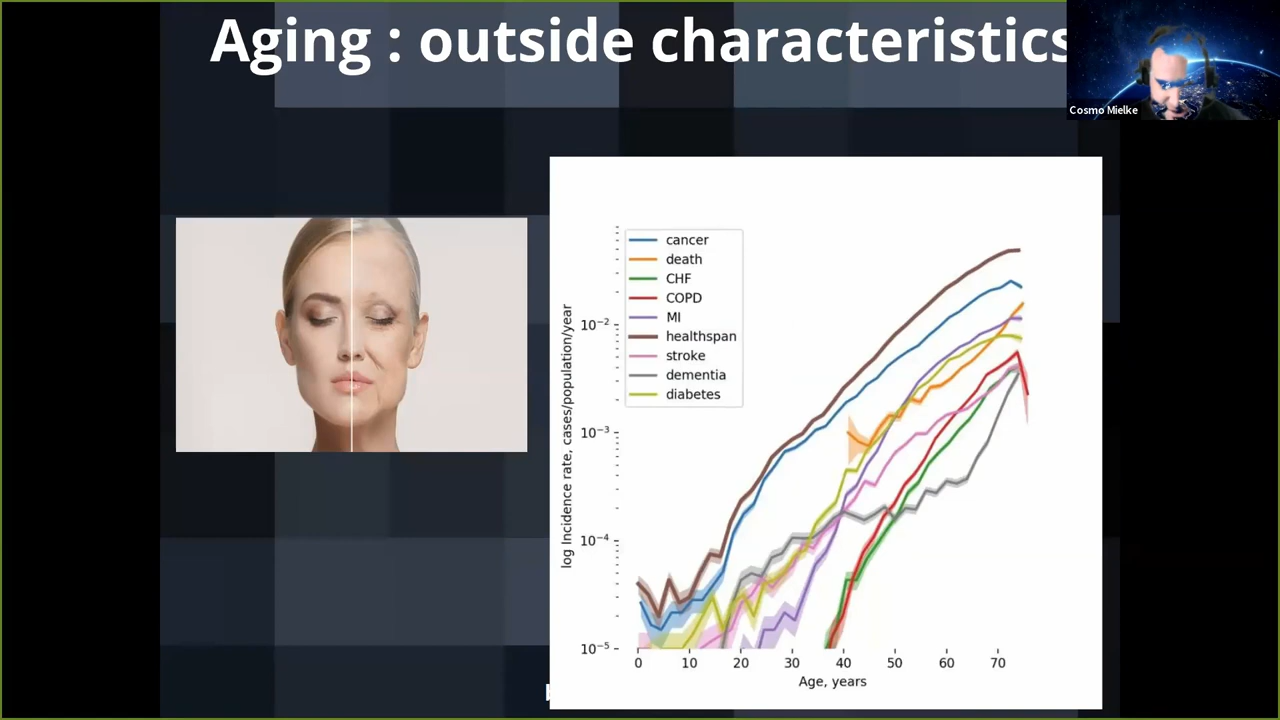 Aging : outside characteristics
Cosmo Mielke
cancer
death
CHF
COPD
MI
healthspan
stroke
dementia
diabetes
log Incidence rate, cases/population/year
10⁻²
10⁻³
10⁻⁴
10⁻⁵
0 10 20 30 40 50 60 70
Age, years